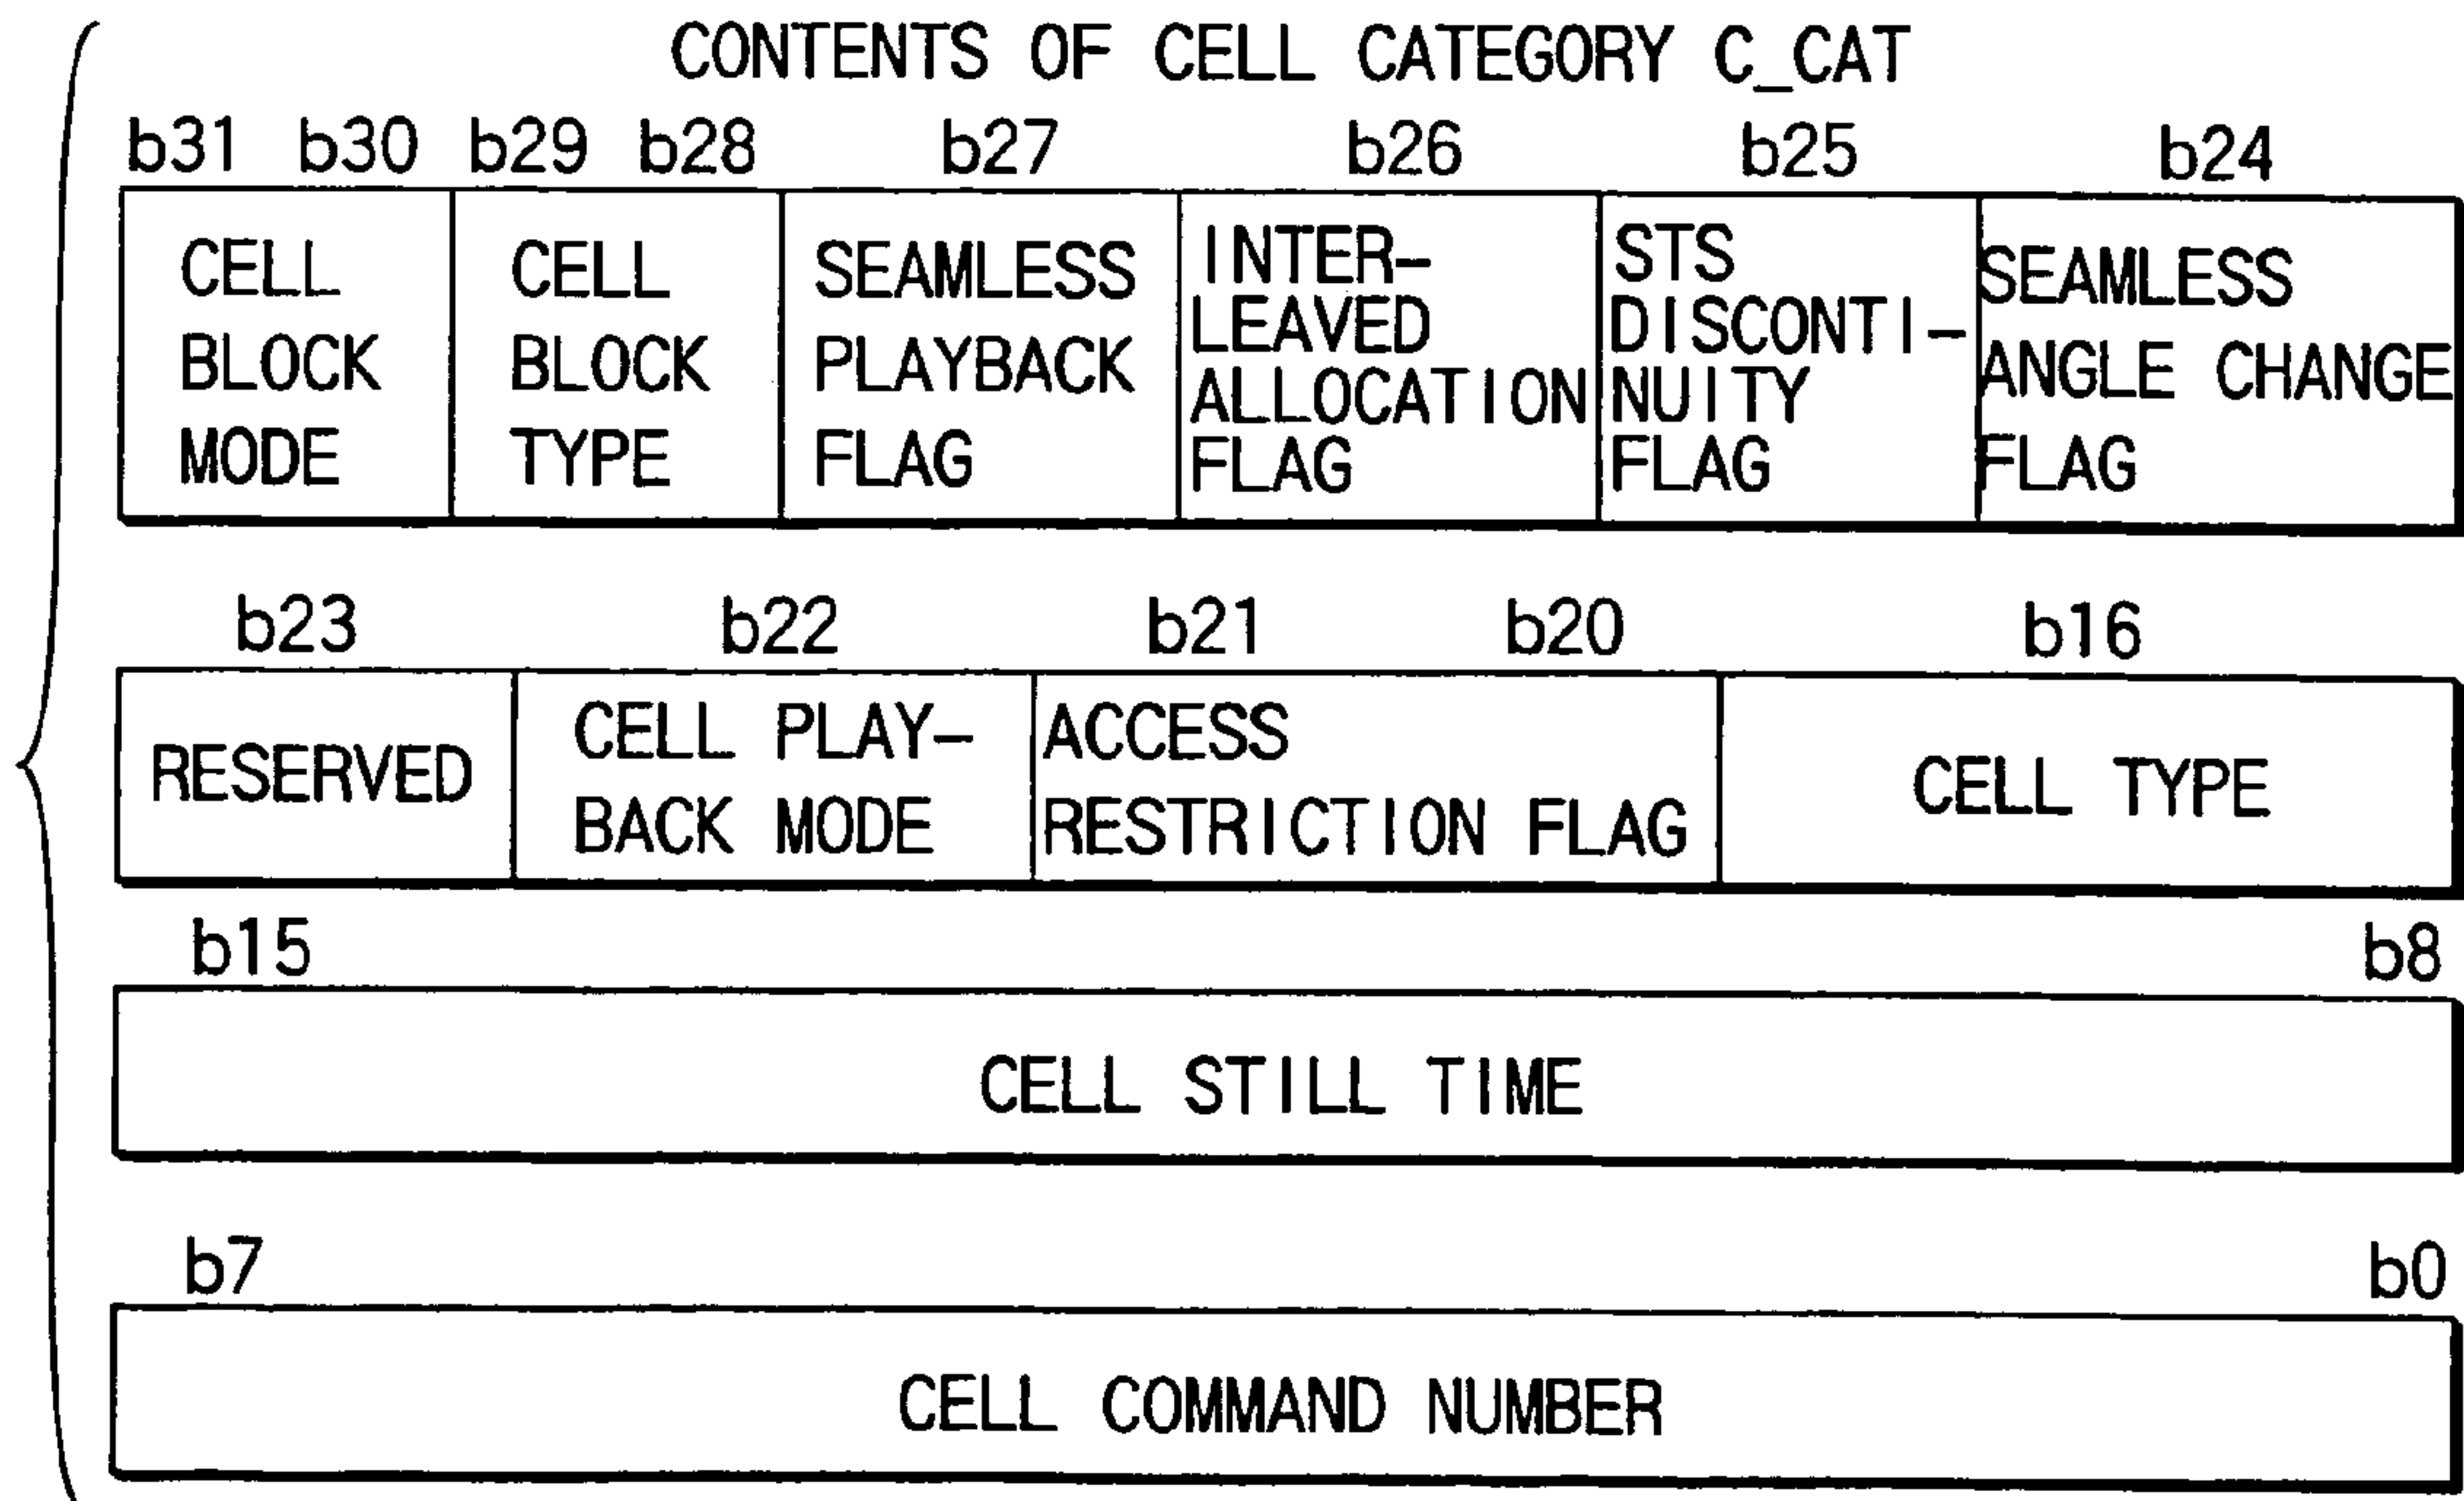 CONTENTS OF CELL CATEGORY C_CAT
b31 b30 b29 b28 b27 b26 b25 b24
CELL
BLOCK
MODE
CELL
BLOCK
TYPE
SEAMLESS
PLAYBACK
FLAG
INTER-
LEAVED
ALLOCATION
FLAG
STS
DISCONTI-
NUITY
FLAG
SEAMLESS
ANGLE CHANGE
FLAG
b23 b22 b21 b20 b16
RESERVED
CELL PLAY-
BACK MODE
ACCESS
RESTRICTION FLAG
CELL TYPE
b15 b8
CELL STILL TIME
b7 b0
CELL COMMAND NUMBER